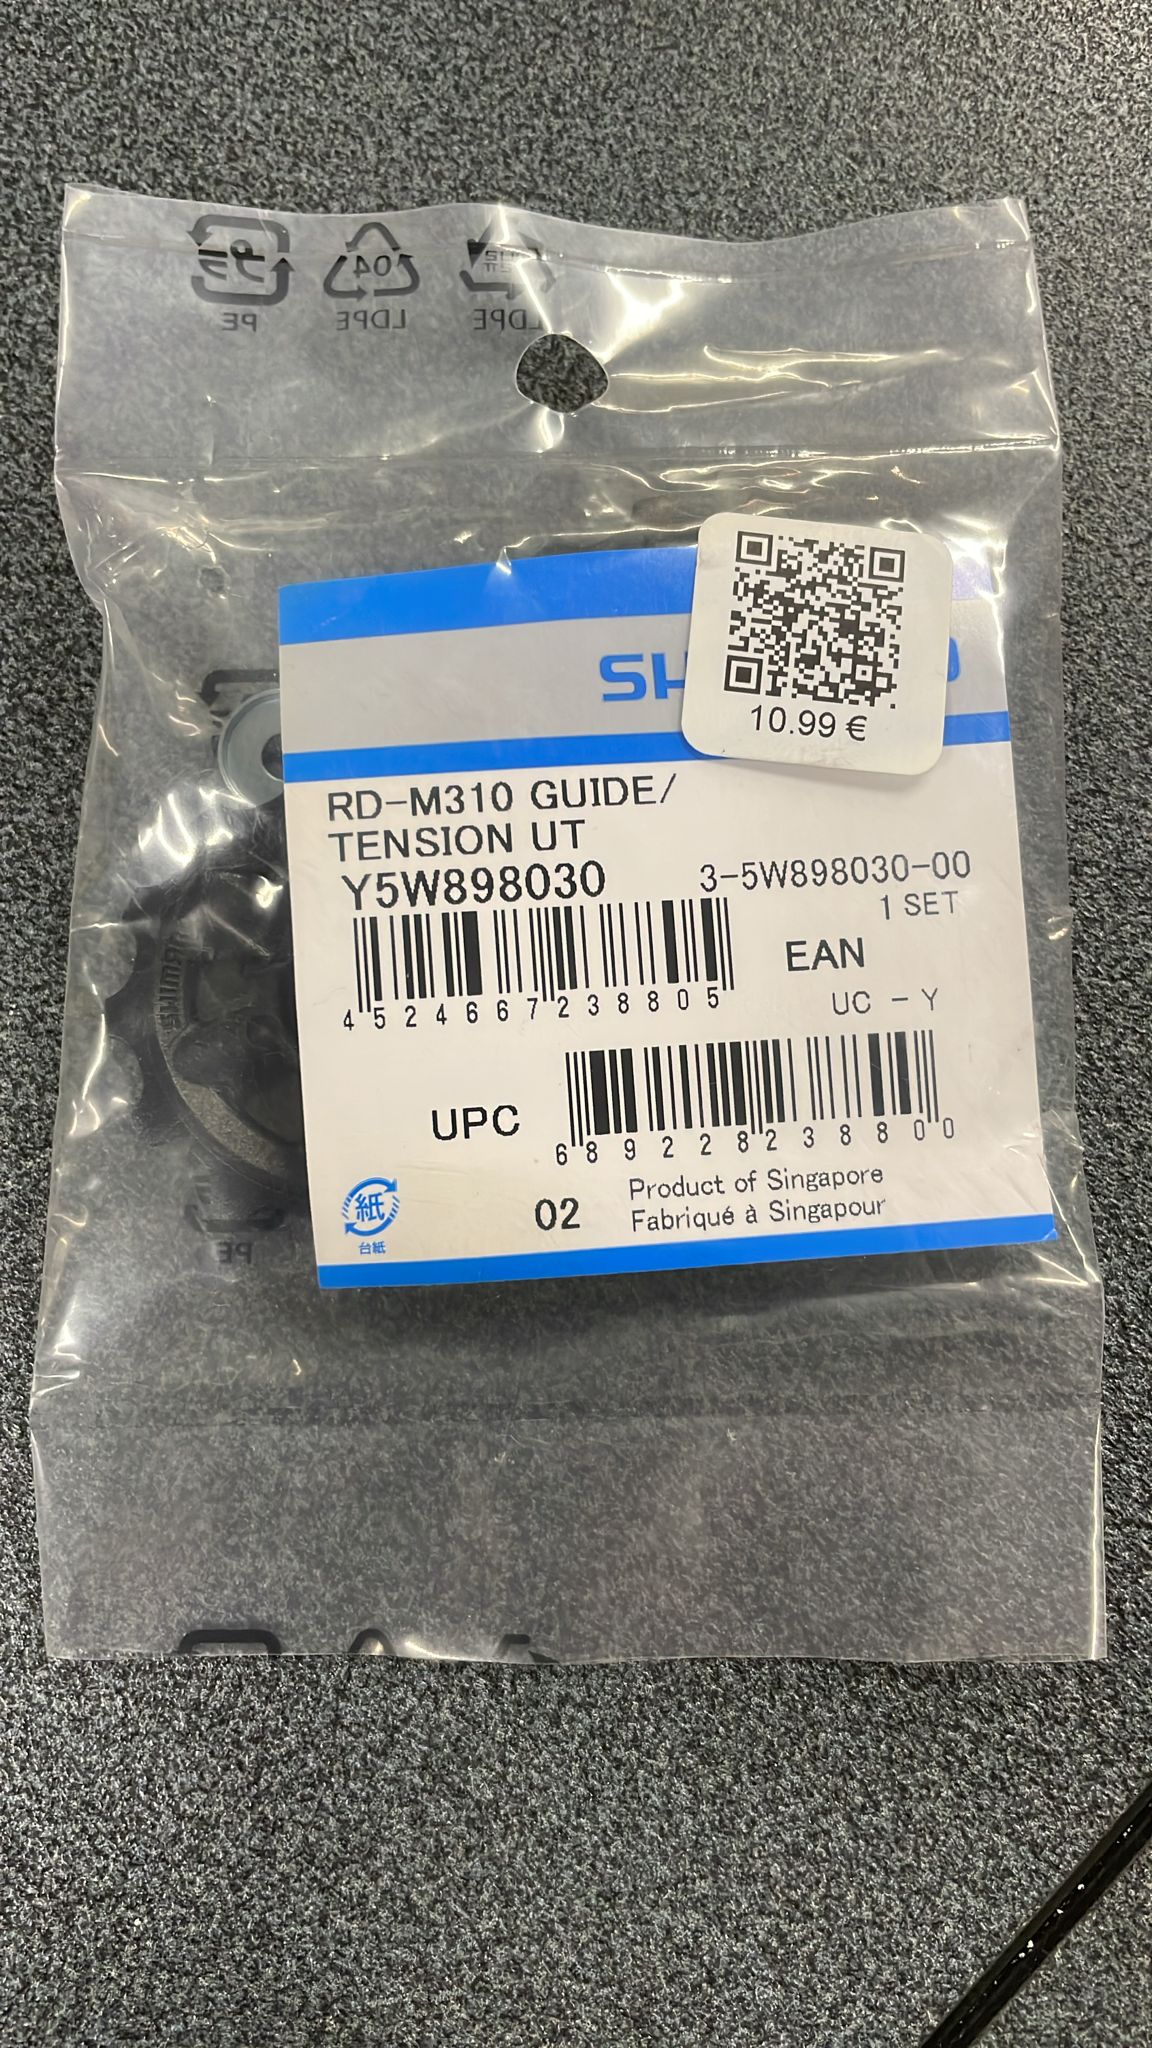 PE
LDPE
04
LDPE
10.99 €
RD-M310 GUIDE/
TENSION UT
Y5W898030
3-5W898030-00
1 SET
4524667238805
EAN
UC - Y
UPC
689228238800
紙
台紙
02
Product of Singapore
Fabriqué à Singapour
SHIMANO
PE